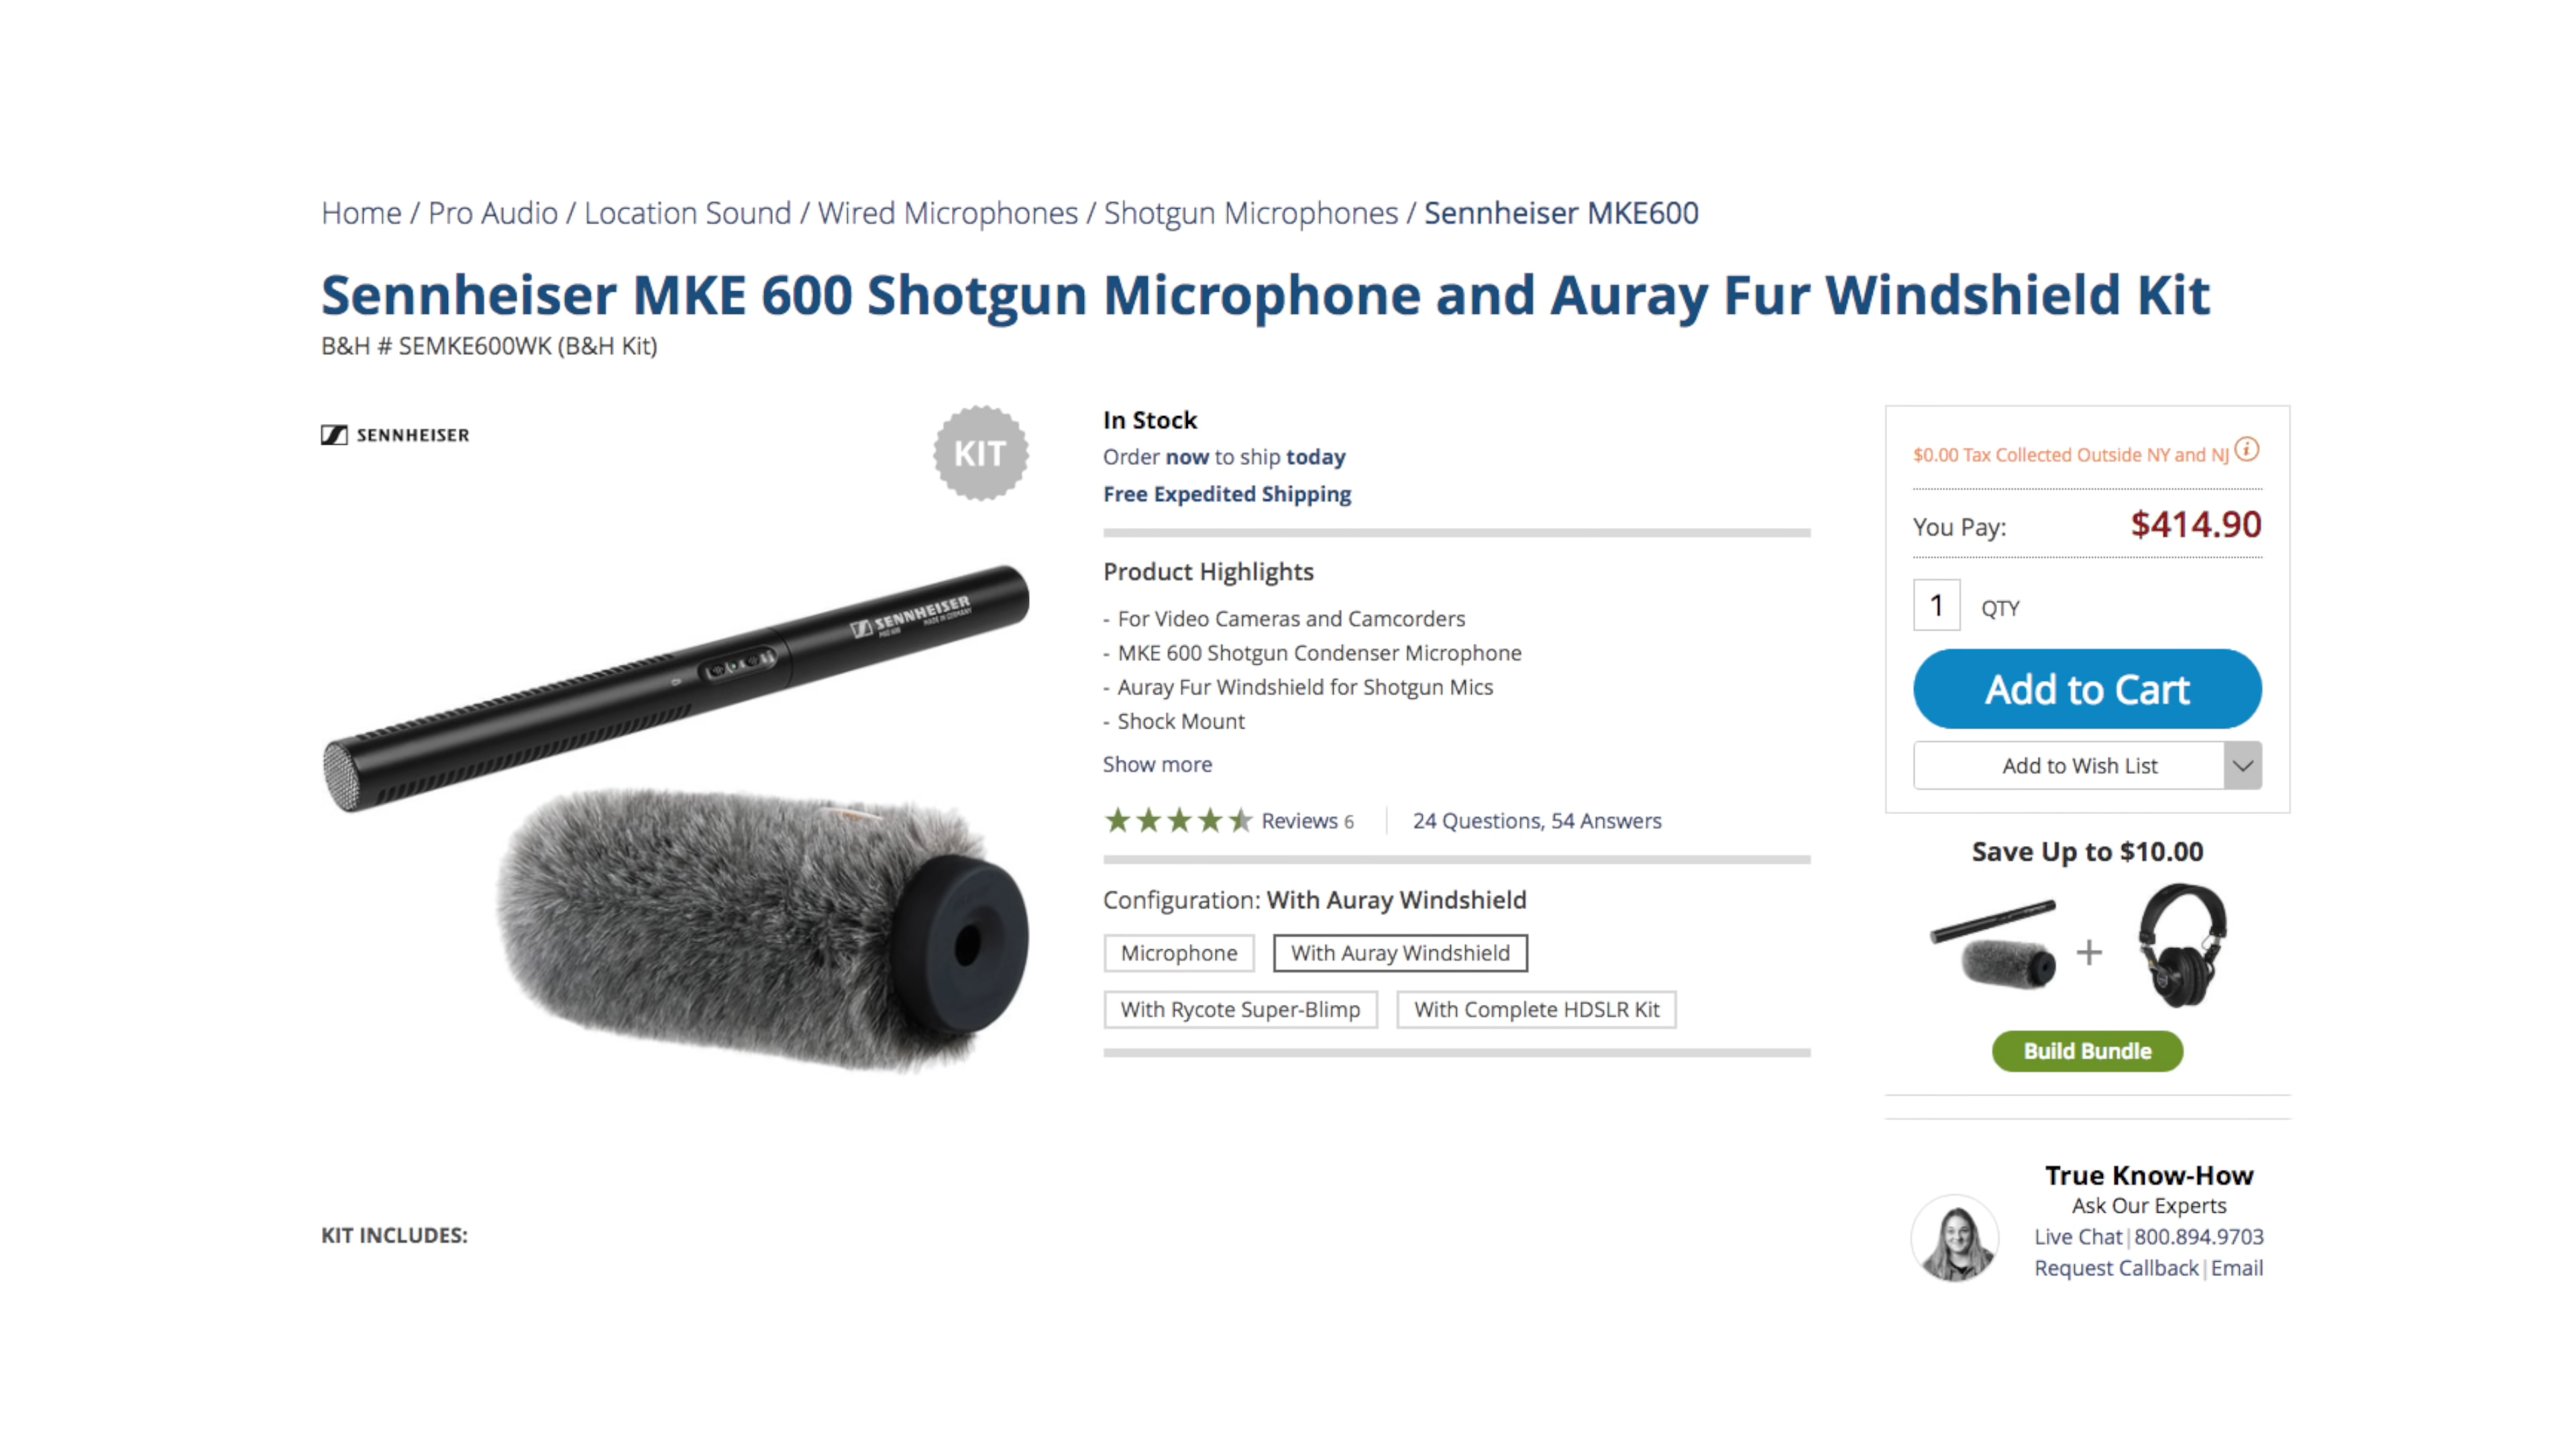 Home / Pro Audio / Location Sound / Wired Microphones / Shotgun Microphones / Sennheiser MKE600
Sennheiser MKE 600 Shotgun Microphone and Auray Fur Windshield Kit
B&H # SEMKE600WK (B&H Kit)
SENNHEISER
KIT
SENNHEISER
MADE IN GERMANY
In Stock
Order now to ship today
Free Expedited Shipping
Product Highlights
- For Video Cameras and Camcorders
- MKE 600 Shotgun Condenser Microphone
- Auray Fur Windshield for Shotgun Mics
- Shock Mount
Show more
Reviews 6
24 Questions, 54 Answers
Configuration: With Auray Windshield
Microphone
With Auray Windshield
With Rycote Super-Blimp
With Complete HDSLR Kit
$0.00 Tax Collected Outside NY and NJ
You Pay: $414.90
1 QTY
Add to Cart
Add to Wish List
Save Up to $10.00
+
Build Bundle
True Know-How
Ask Our Experts
Live Chat | 800.894.9703
Request Callback | Email
KIT INCLUDES: